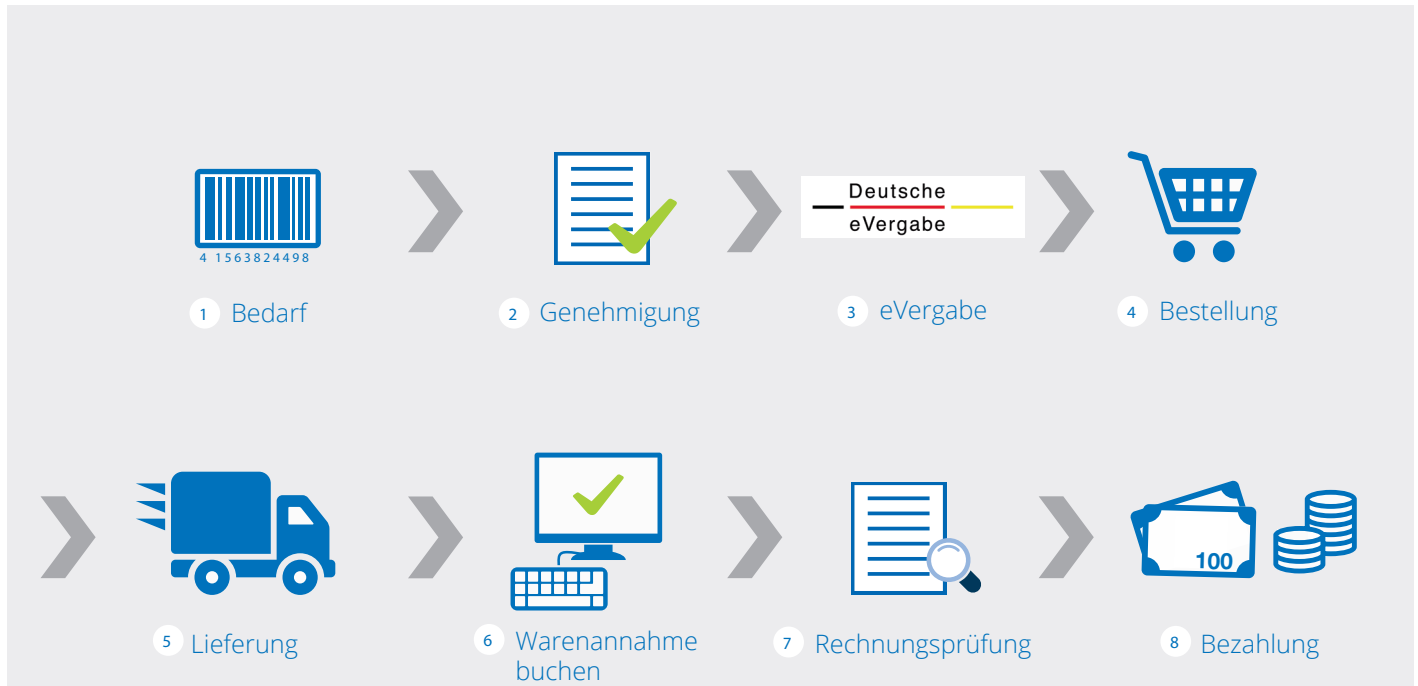 4 1563824498
Deutsche
eVergabe
1 Bedarf
2 Genehmigung
3 eVergabe
4 Bestellung
100
5 Lieferung
6 Warenannahme
buchen
7 Rechnungsprüfung
8 Bezahlung